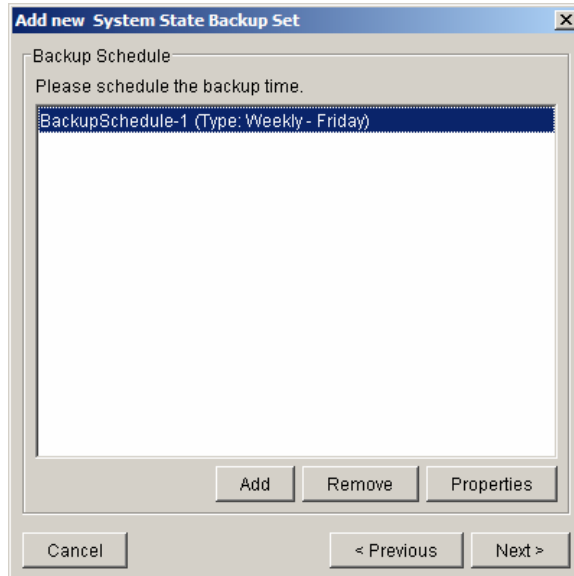 Add new System State Backup Set
Backup Schedule
Please schedule the backup time.
BackupSchedule-1 (Type: Weekly - Friday)
Add Remove Properties
Cancel < Previous Next >